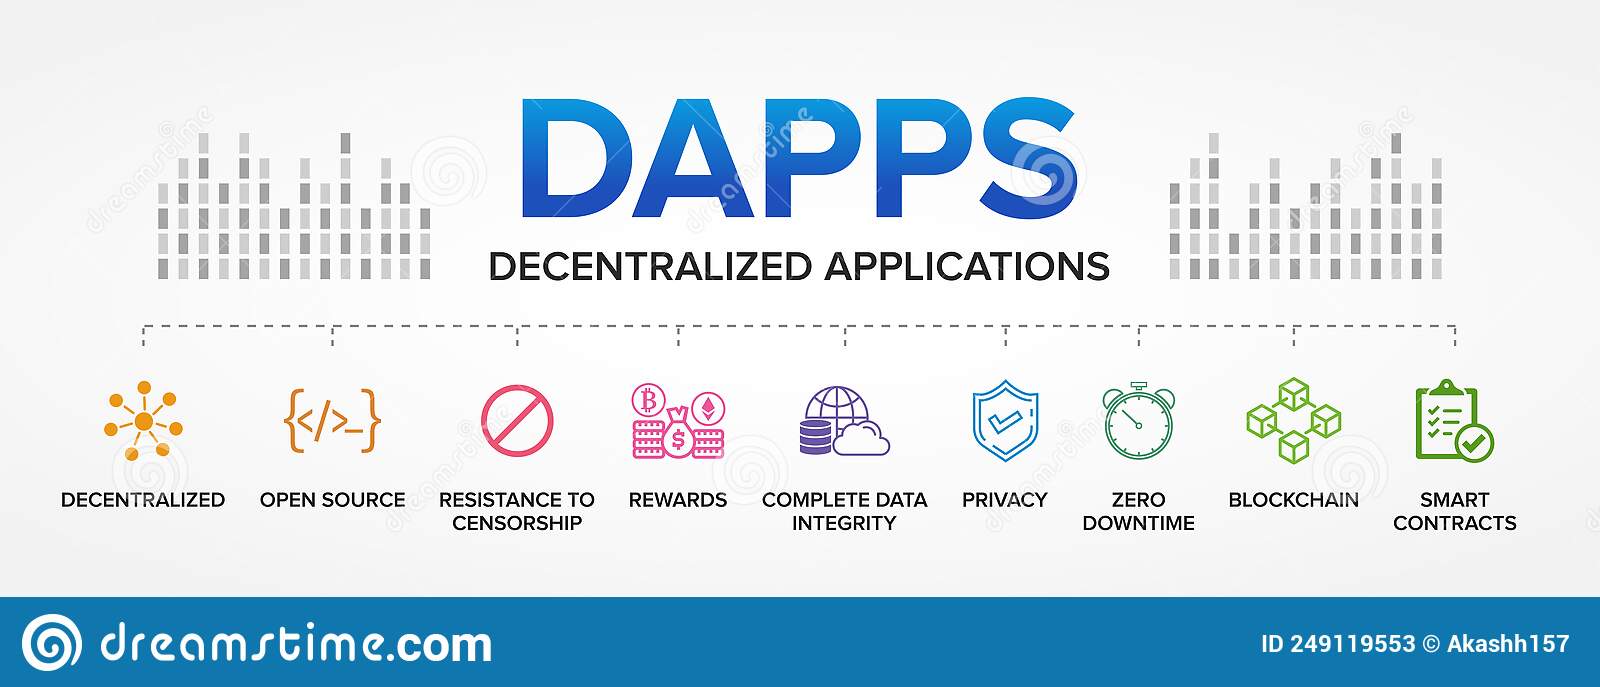 DAPPS
DECENTRALIZED APPLICATIONS
DECENTRALIZED
OPEN SOURCE
RESISTANCE TO
CENSORSHIP
REWARDS
COMPLETE DATA
INTEGRITY
PRIVACY
ZERO
DOWNTIME
BLOCKCHAIN
SMART
CONTRACTS
dreamstime.com
ID 249119553 © Akashh157